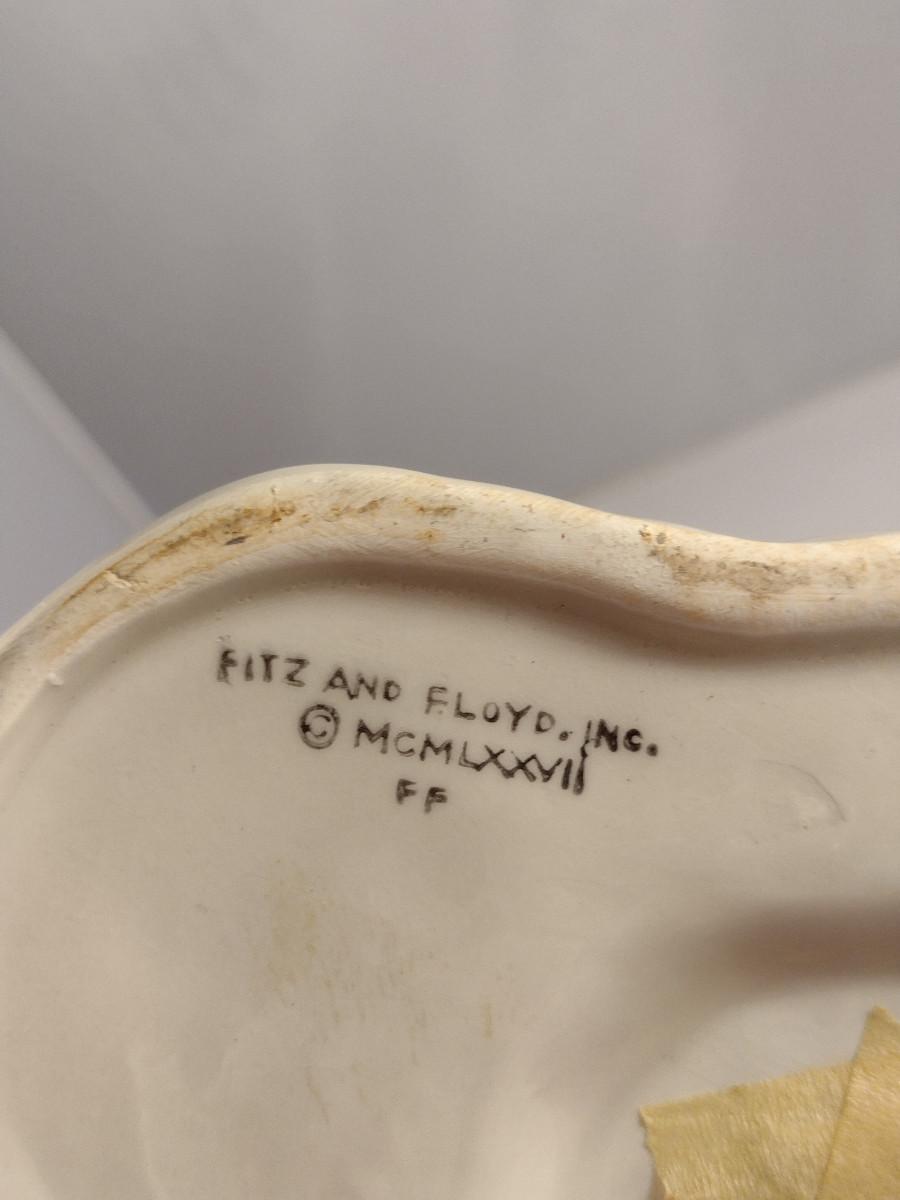 FITZ AND FLOYD. INC.
© MCMLXXVII
FF